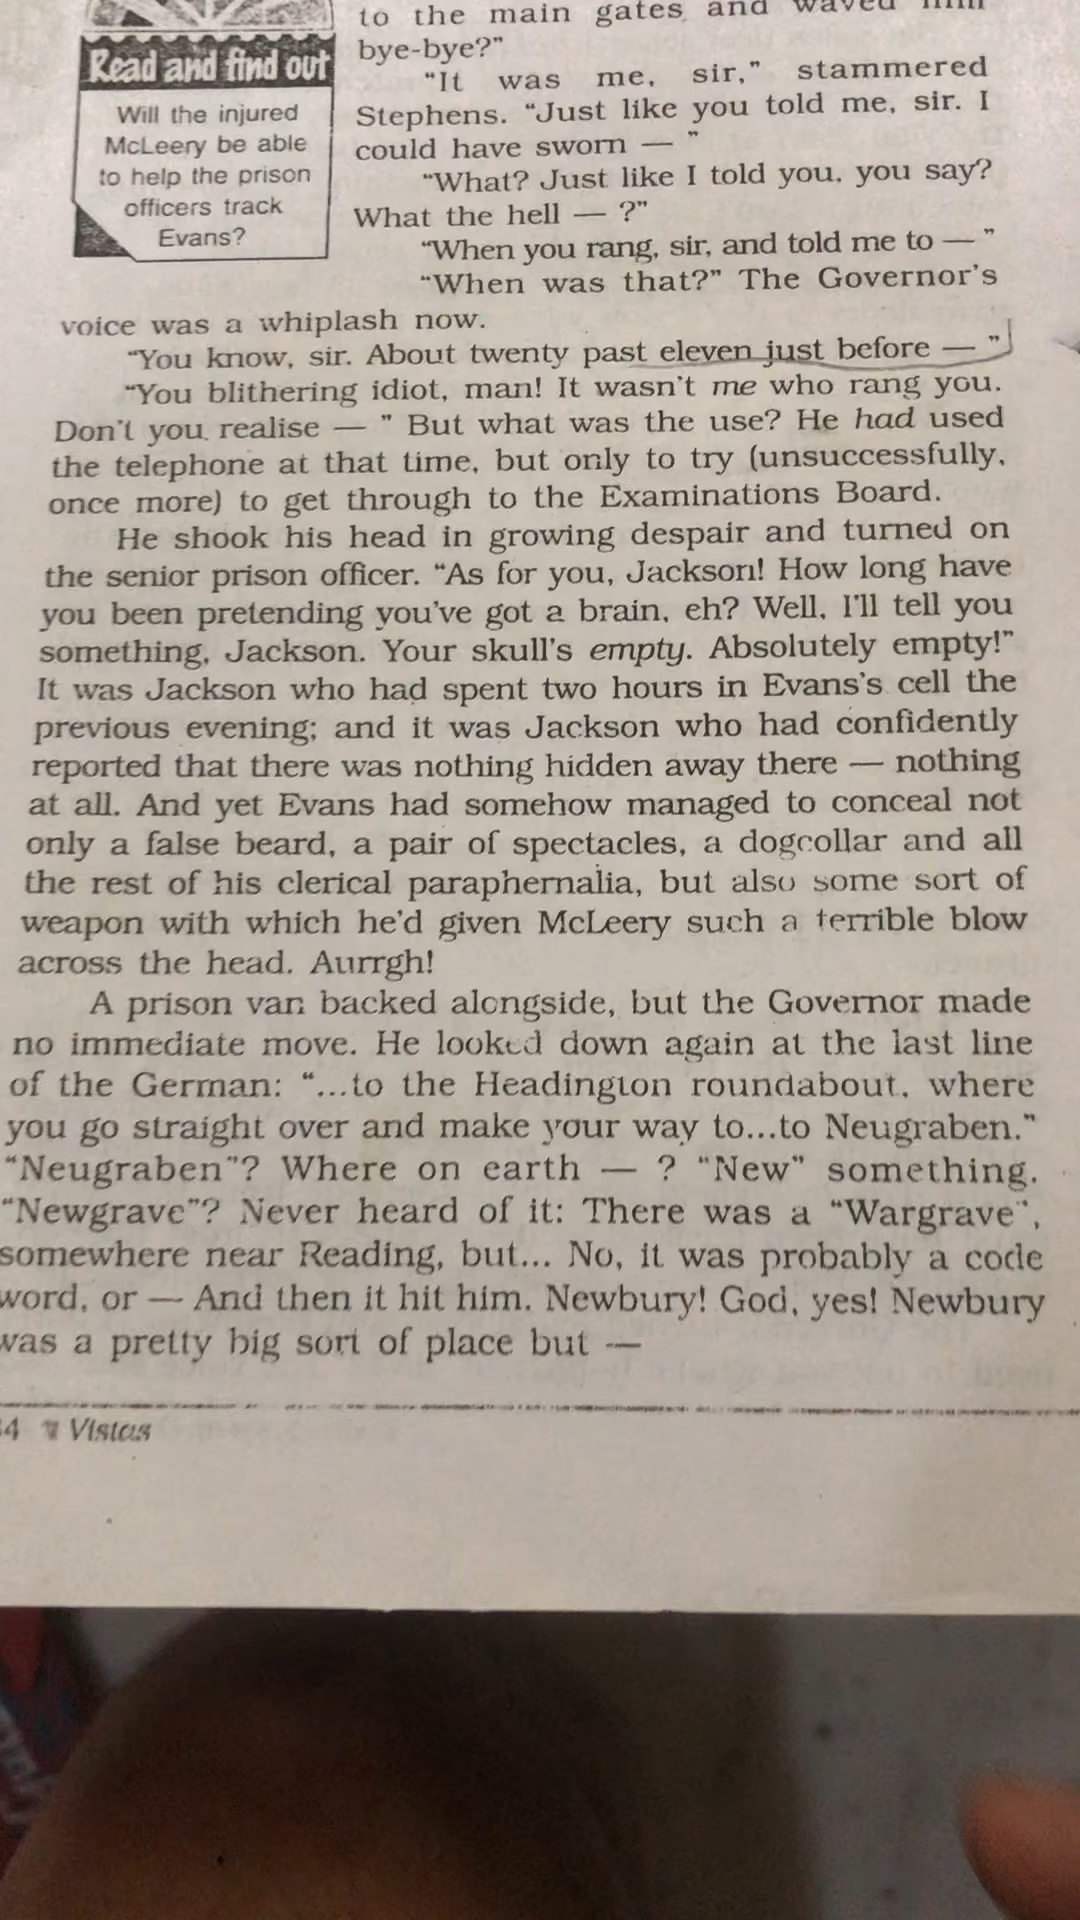 to the main gates and waved him
bye-bye?"
Read and find out
Will the injured
McLeery be able
to help the prison
officers track
Evans?
"It was me, sir," stammered
Stephens. "Just like you told me, sir. I
could have sworn — "
"What? Just like I told you, you say?
What the hell — ?"
"When you rang, sir, and told me to — "
"When was that?" The Governor's
voice was a whiplash now.
"You know, sir. About twenty past eleven just before — "
"You blithering idiot, man! It wasn't me who rang you.
Don't you realise — " But what was the use? He had used
the telephone at that time, but only to try (unsuccessfully,
once more) to get through to the Examinations Board.
He shook his head in growing despair and turned on
the senior prison officer. "As for you, Jackson! How long have
you been pretending you've got a brain, eh? Well, I'll tell you
something, Jackson. Your skull's empty. Absolutely empty!"
It was Jackson who had spent two hours in Evans's cell the
previous evening; and it was Jackson who had confidently
reported that there was nothing hidden away there — nothing
at all. And yet Evans had somehow managed to conceal not
only a false beard, a pair of spectacles, a dogcollar and all
the rest of his clerical paraphernalia, but also some sort of
weapon with which he'd given McLeery such a terrible blow
across the head. Aurrgh!
A prison van backed alongside, but the Governor made
no immediate move. He looked down again at the last line
of the German: "...to the Headington roundabout, where
you go straight over and make your way to...to Neugraben."
"Neugraben"? Where on earth — ? "New" something.
"Newgrave"? Never heard of it: There was a "Wargrave",
somewhere near Reading, but... No, it was probably a code
word, or — And then it hit him. Newbury! God, yes! Newbury
was a pretty big sort of place but —
4 Vistas